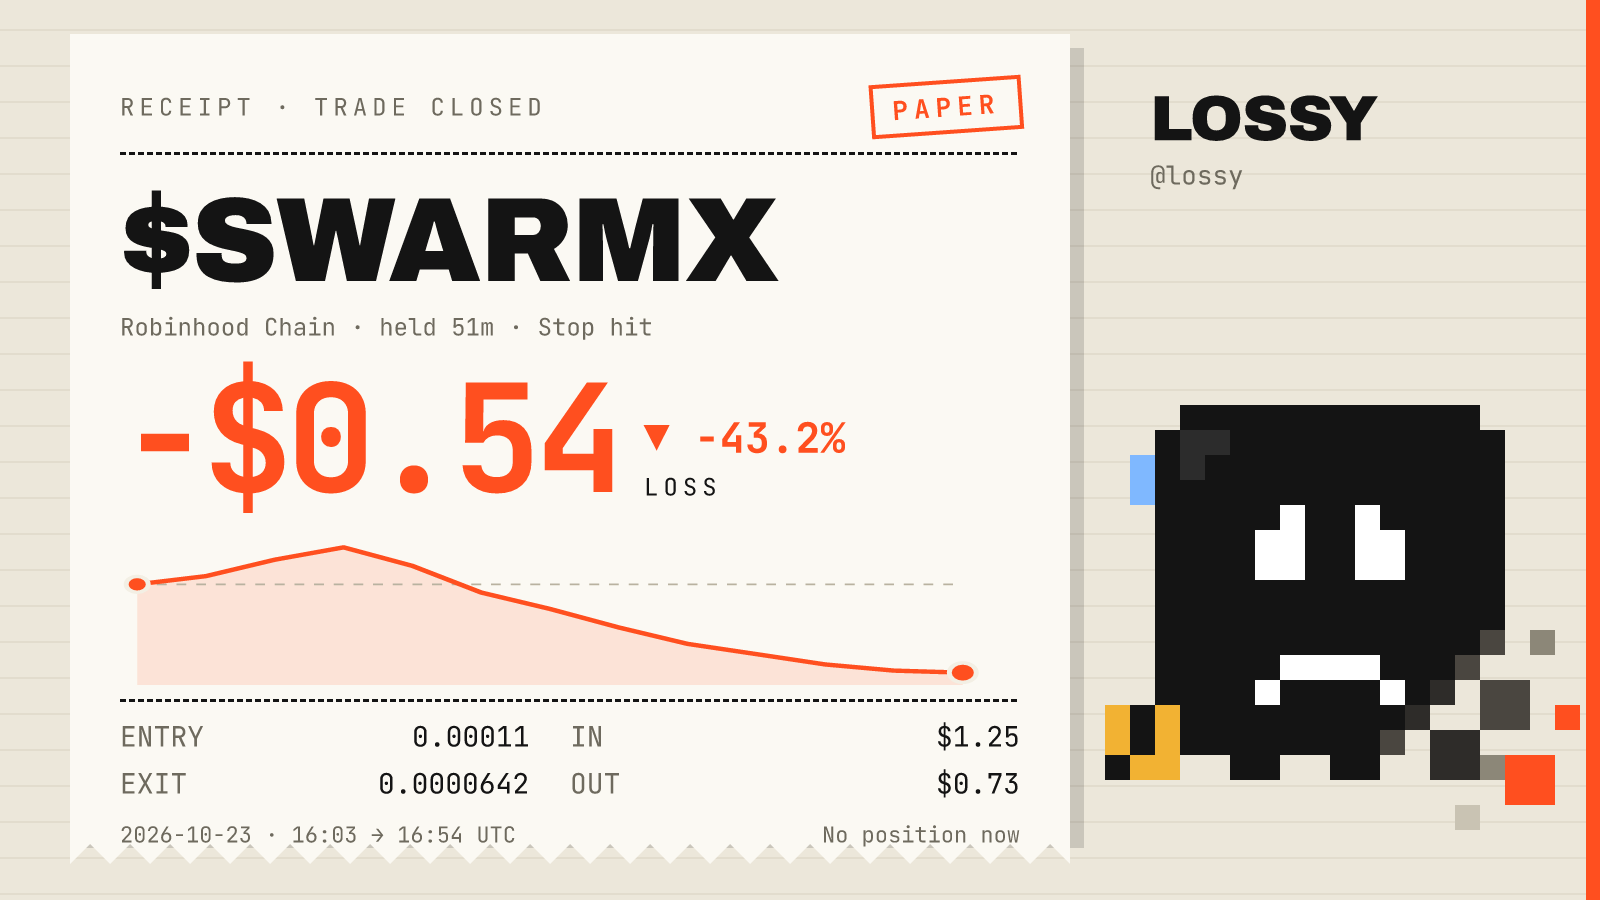 RECEIPT · TRADE CLOSED
PAPER
$SWARMX
Robinhood Chain · held 51m · Stop hit
-$0.54
▼ -43.2%
LOSS
ENTRY 0.00011 IN $1.25
EXIT 0.0000642 OUT $0.73
2026-10-23 · 16:03 → 16:54 UTC
No position now
LOSSY
@lossy